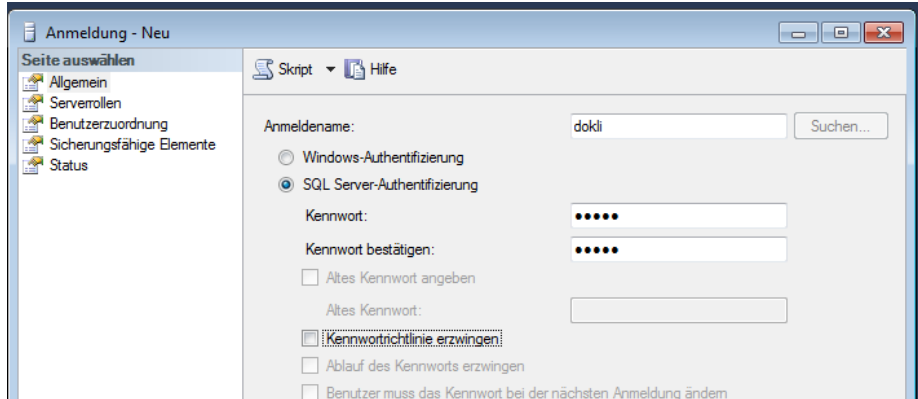 Anmeldung - Neu
Seite auswählen
Allgemein
Serverrollen
Benutzerzuordnung
Sicherungsfähige Elemente
Status
Skript Hilfe
Anmeldename: dokli Suchen...
Windows-Authentifizierung
SQL Server-Authentifizierung
Kennwort: •••••
Kennwort bestätigen: •••••
Altes Kennwort angeben
Altes Kennwort:
Kennwortrichtlinie erzwingen
Ablauf des Kennworts erzwingen
Benutzer muss das Kennwort bei der nächsten Anmeldung ändern